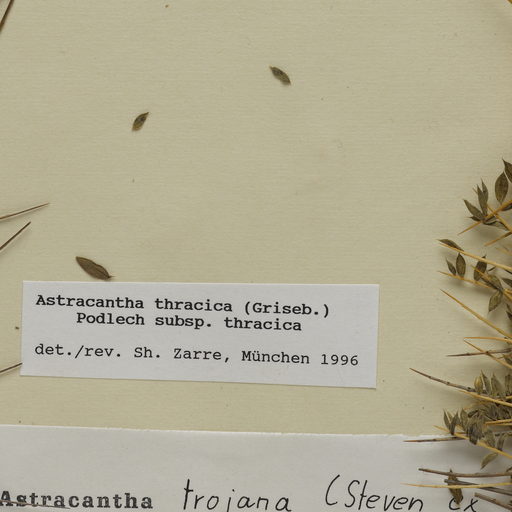 Astracantha thracica (Griseb.)
Podlech subsp. thracica
det./rev. Sh. Zarre, München 1996
Astracantha trojana (Steven ex